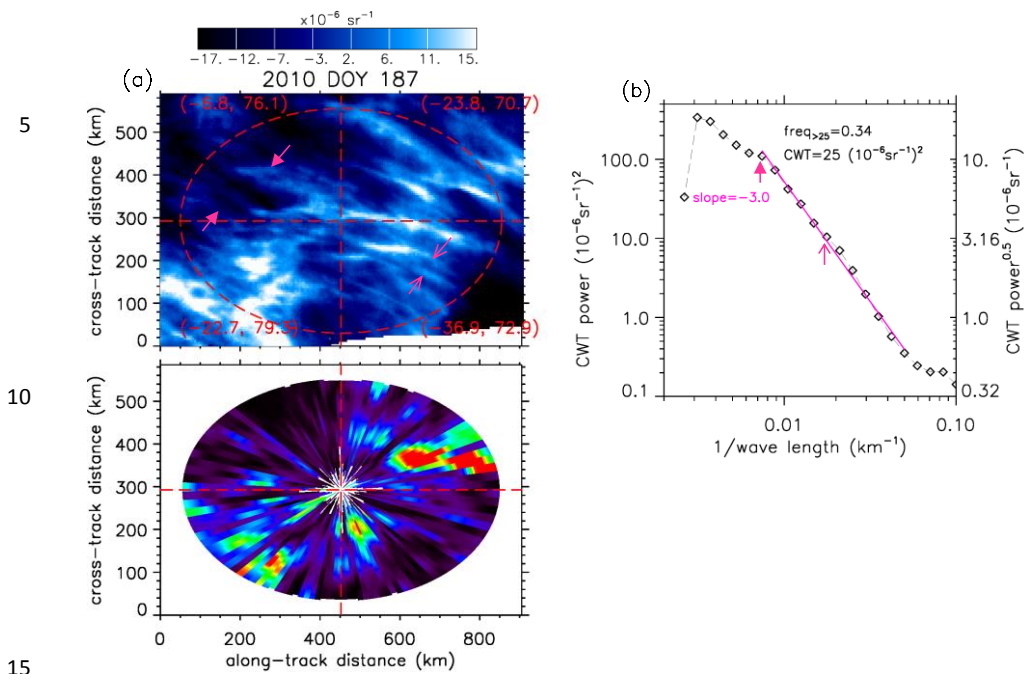 x10⁻⁶ sr⁻¹
−17. −12. −7. −3. 2. 6. 11. 15.
(a)
2010 DOY 187
(−6.8, 76.1)
(−23.8, 70.7)
(−22.7, 79.3)
(−36.9, 72.9)
500
400
300
200
100
0
cross−track distance (km)
5
500
400
300
200
100
0
cross−track distance (km)
10
0 200 400 600 800
along−track distance (km)
15
(b)
freq>25=0.34
CWT=25 (10⁻⁶sr⁻¹)²
slope=−3.0
100.0
10.0
1.0
0.1
CWT power (10⁻⁶sr⁻¹)²
10.
3.16
1.0
0.32
CWT power⁰·⁵ (10⁻⁶sr⁻¹)
0.01 0.10
1/wave length (km⁻¹)